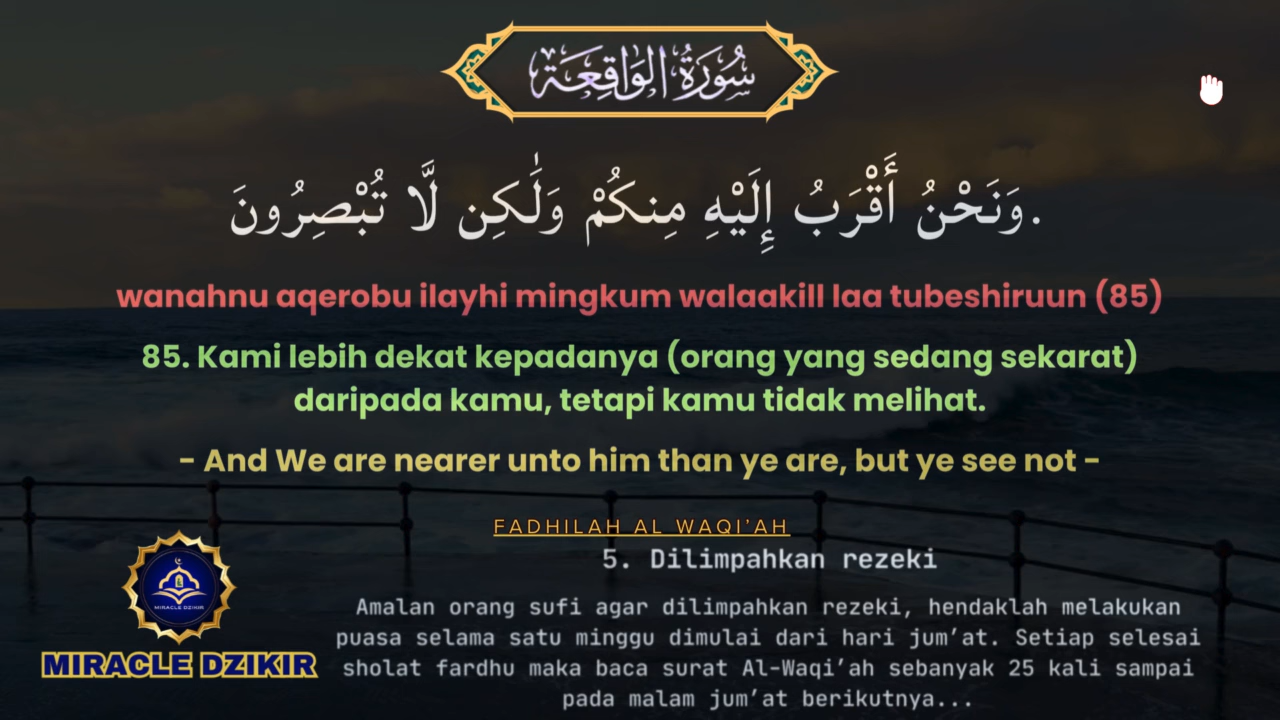 سُورَةُ الوَاقِعَة
وَنَحْنُ أَقْرَبُ إِلَيْهِ مِنكُمْ وَلَٰكِن لَّا تُبْصِرُونَ.
wanahnu aqerobu ilayhi mingkum walaakill laa tubeshiruun (85)
85. Kami lebih dekat kepadanya (orang yang sedang sekarat)
daripada kamu, tetapi kamu tidak melihat.
- And We are nearer unto him than ye are, but ye see not -
FADHILAH AL WAQI'AH
5. Dilimpahkan rezeki
Amalan orang sufi agar dilimpahkan rezeki, hendaklah melakukan
puasa selama satu minggu dimulai dari hari jum'at. Setiap selesai
sholat fardhu maka baca surat Al-Waqi'ah sebanyak 25 kali sampai
pada malam jum'at berikutnya...
MIRACLE DZIKIR
MIRACLE DZIKIR